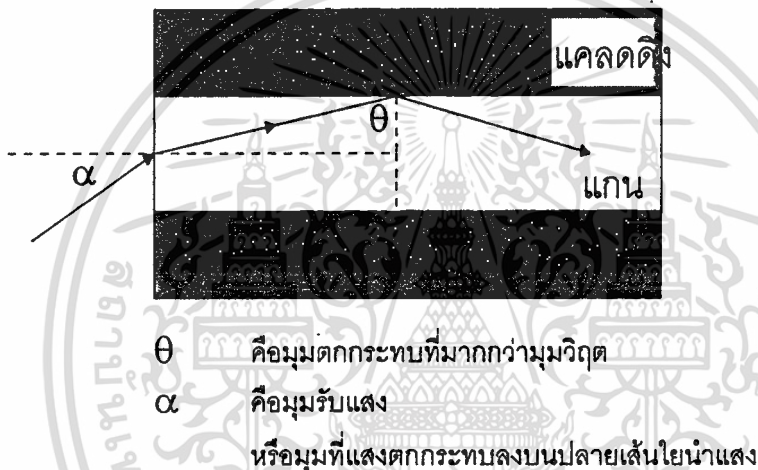 แคลดดิง
θ
α
แกน
θ คือมุมตกกระทบที่มากกว่ามุมวิฤต
α คือมุมรับแสง
หรือมุมที่แสงตกกระทบลงบนปลายเส้นใยนำแสง